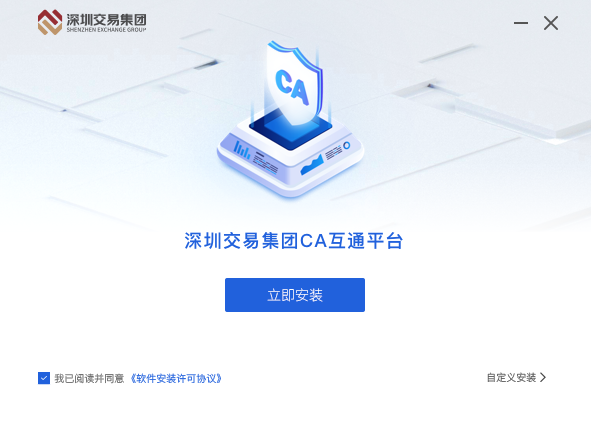 深圳交易集团
SHENZHEN EXCHANGE GROUP
CA
深圳交易集团CA互通平台
立即安装
我已阅读并同意《软件安装许可协议》
自定义安装